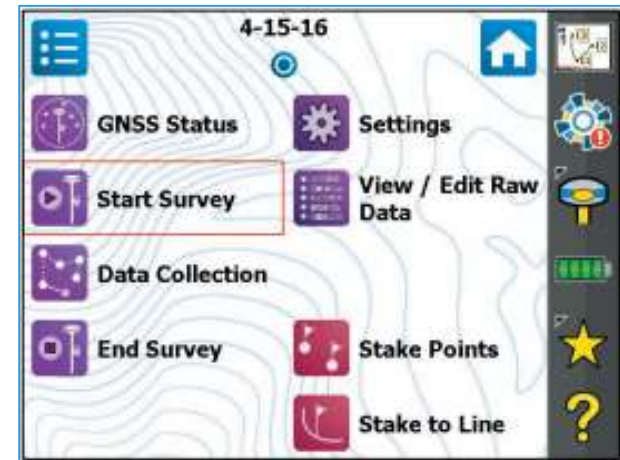 4-15-16
GNSS Status
Settings
Start Survey
View / Edit Raw
Data
Data Collection
End Survey
Stake Points
Stake to Line
?